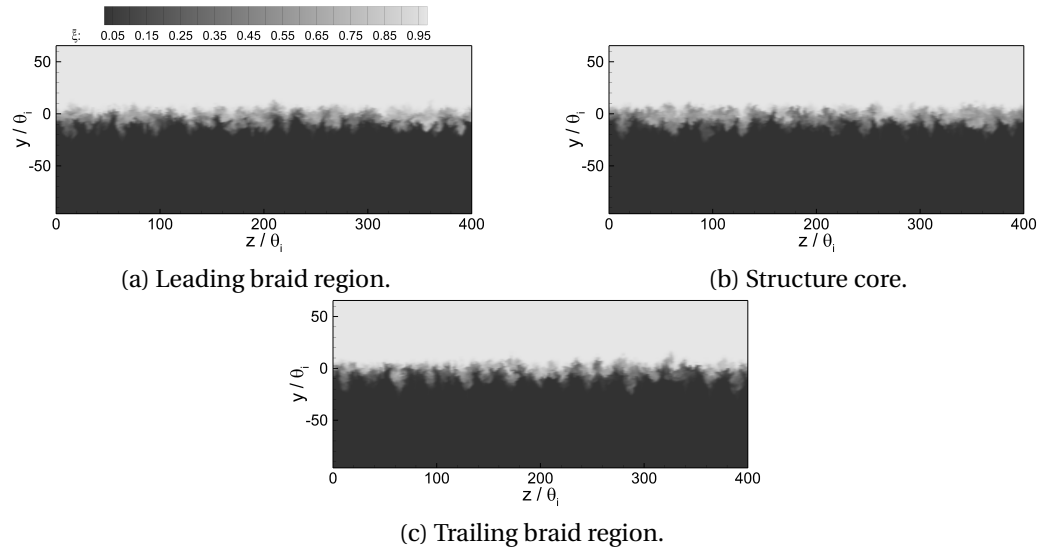 ξ: 0.05 0.15 0.25 0.35 0.45 0.55 0.65 0.75 0.85 0.95
50
0
-50
y / θi
0 100 200 300 400
z / θi
(a) Leading braid region.
50
0
-50
y / θi
0 100 200 300 400
z / θi
(b) Structure core.
50
0
-50
y / θi
0 100 200 300 400
z / θi
(c) Trailing braid region.